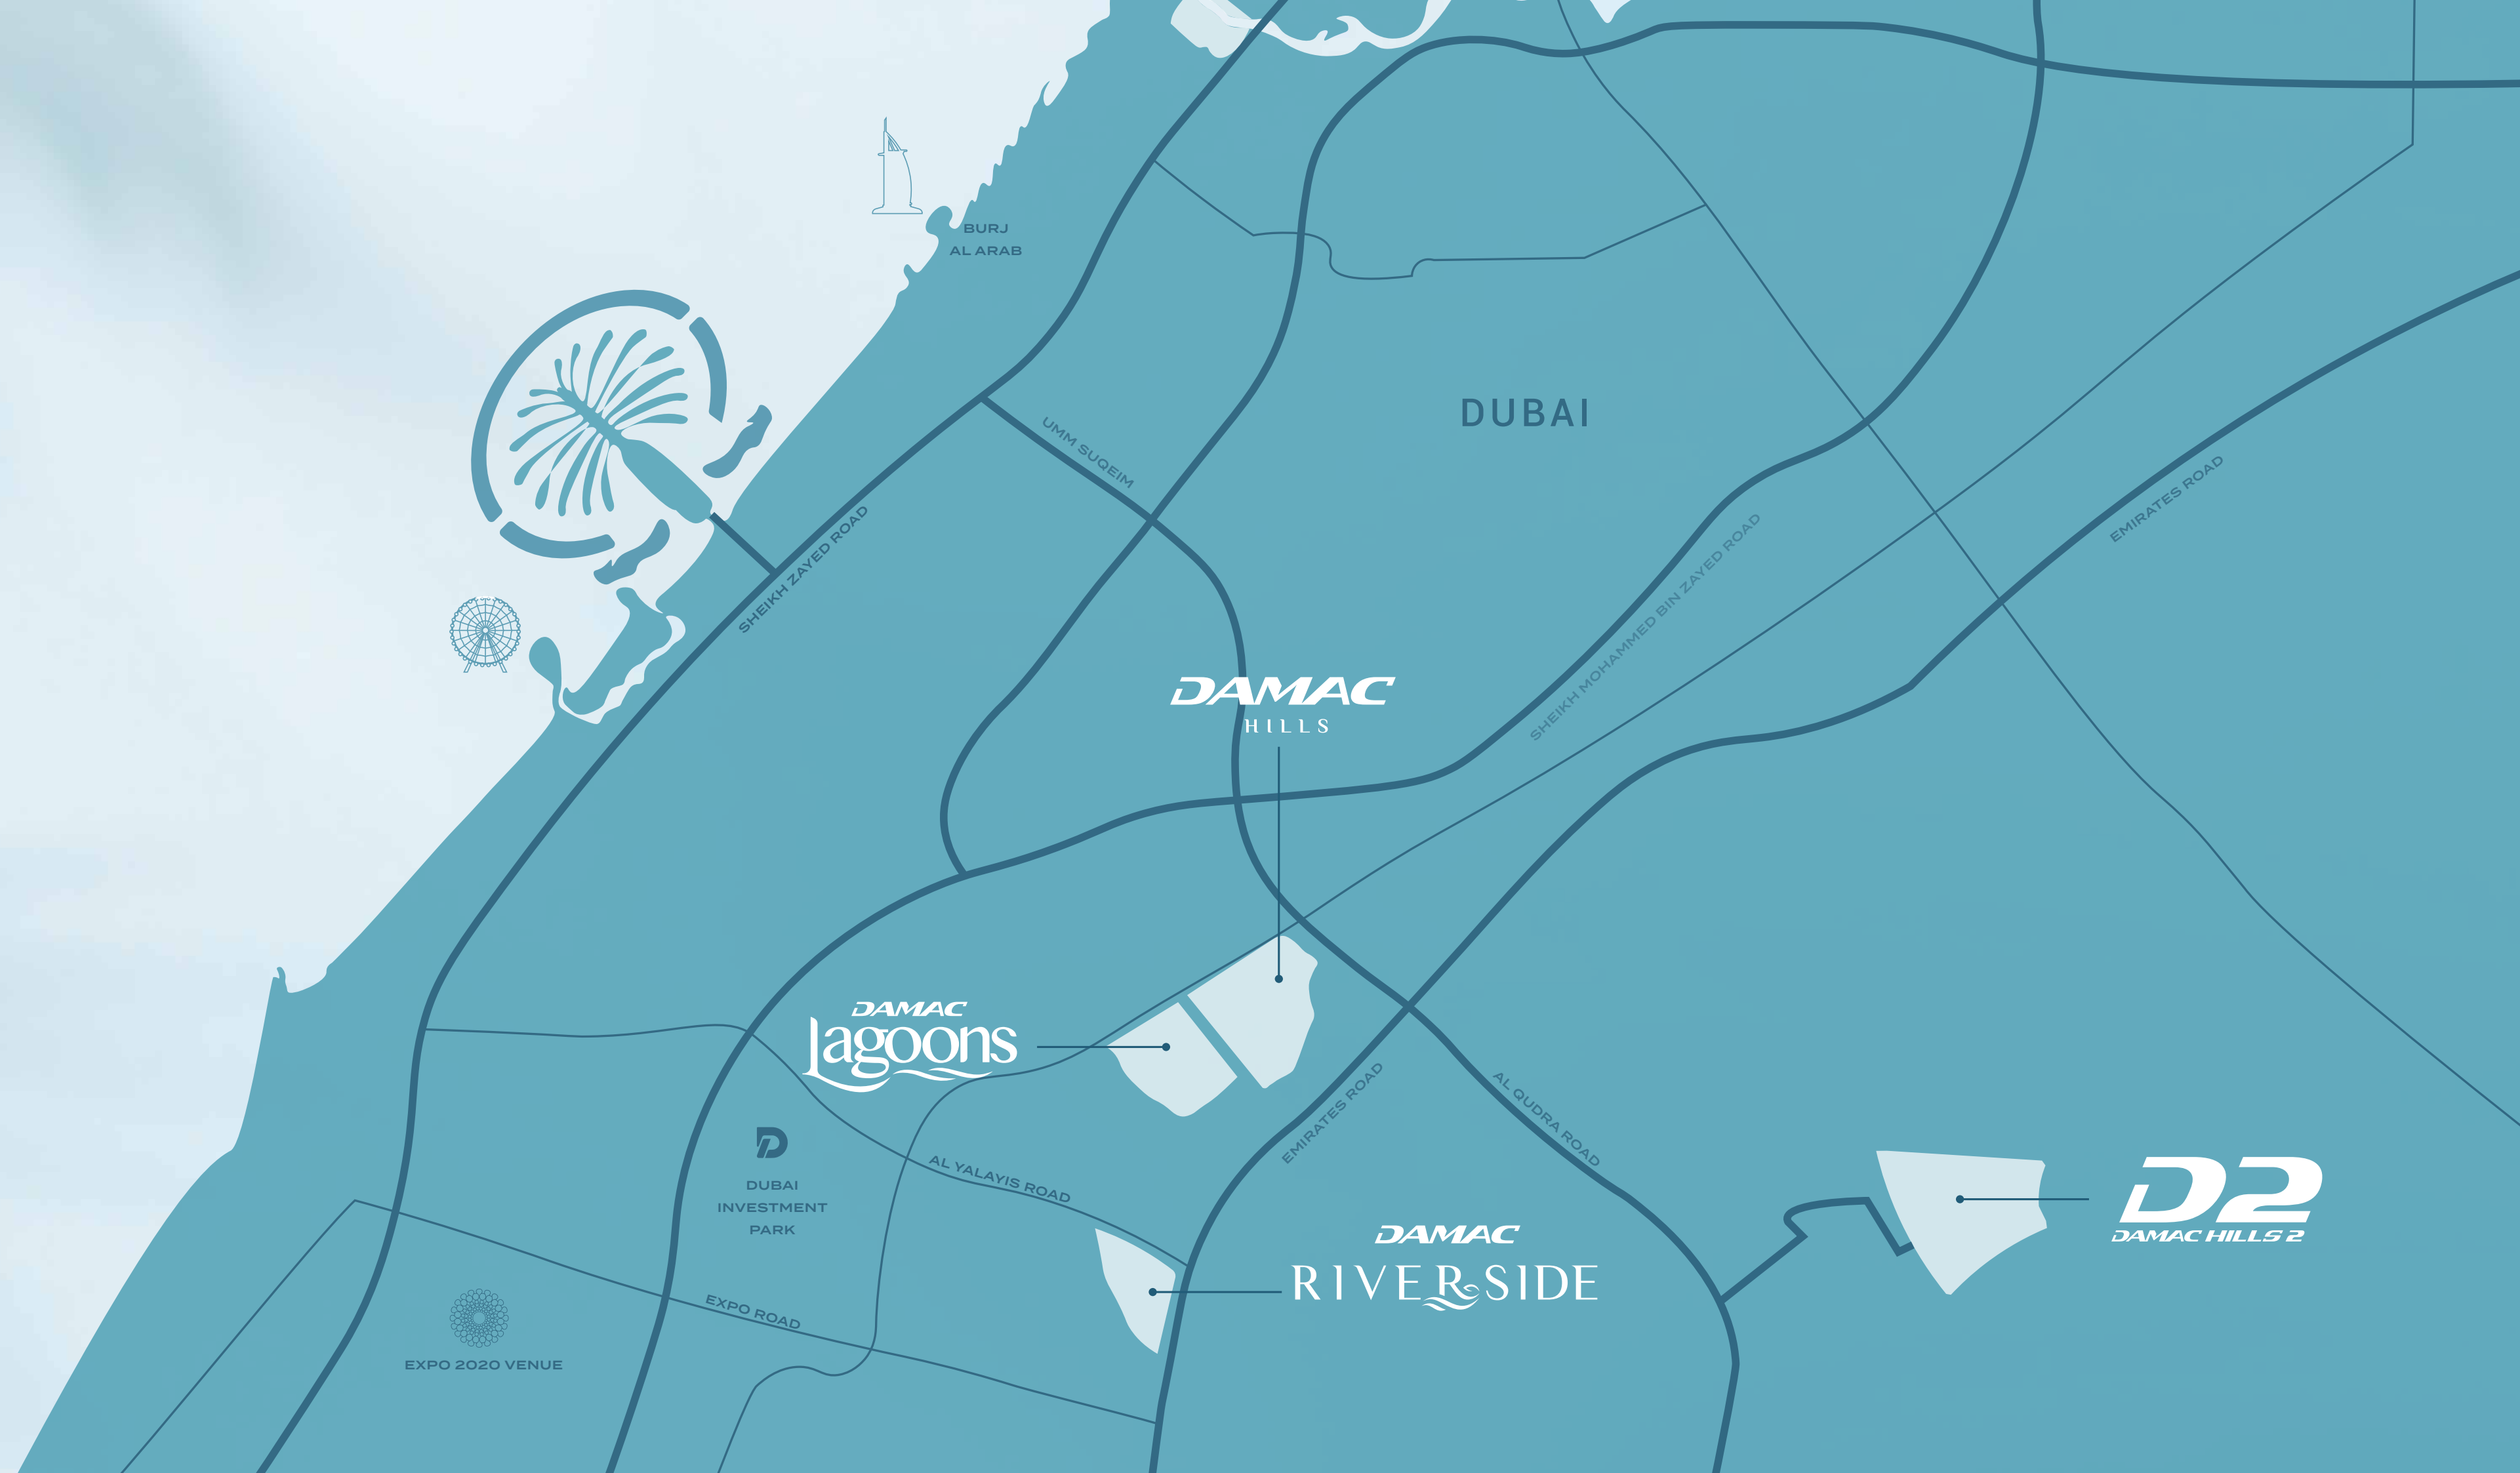 BURJ
AL ARAB
DUBAI
UMM SUQEIM
EMIRATES ROAD
SHEIKH ZAYED ROAD
SHEIKH MOHAMMED BIN ZAYED ROAD
DAMAC
HILLS
DAMAC
Lagoons
EMIRATES ROAD
AL QUDRA ROAD
DUBAI
INVESTMENT
PARK
AL YALAYIS ROAD
D2
DAMAC HILLS 2
DAMAC
RIVERSIDE
EXPO ROAD
EXPO 2020 VENUE